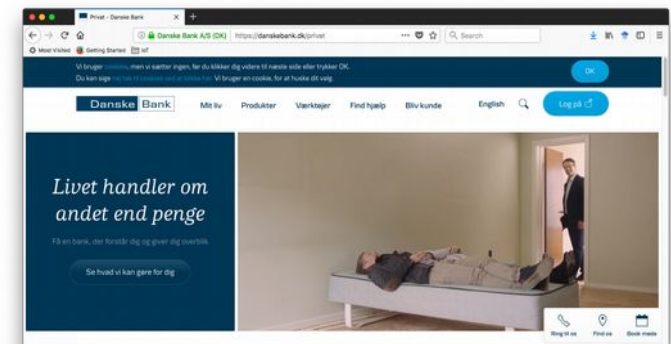 Privat - Danske Bank
Danske Bank A/S (DK) https://danskebank.dk/privat Search
Most Visited Getting Started IoT
Vi bruger cookies, men vi sætter ingen, før du klikker dig videre til næste side eller trykker OK.
Du kan sige nej tak til cookies ved at klikke her. Vi bruger en cookie, for at huske dit valg.
OK
Danske Bank Mit liv Produkter Værktøjer Find hjælp Bliv kunde English Log på
Livet handler om
andet end penge
Få en bank, der forstår dig og giver dig overblik
Se hvad vi kan gøre for dig
Ring til os Find os Book møde